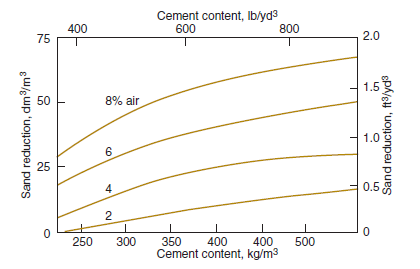 Cement content, lb/yd³
400 600 800
75 2.0
Sand reduction, dm³/m³
Sand reduction, ft³/yd³
1.5
50 8% air
1.0
6
25
4 0.5
2
0 0
250 300 350 400 400 500
Cement content, kg/m³